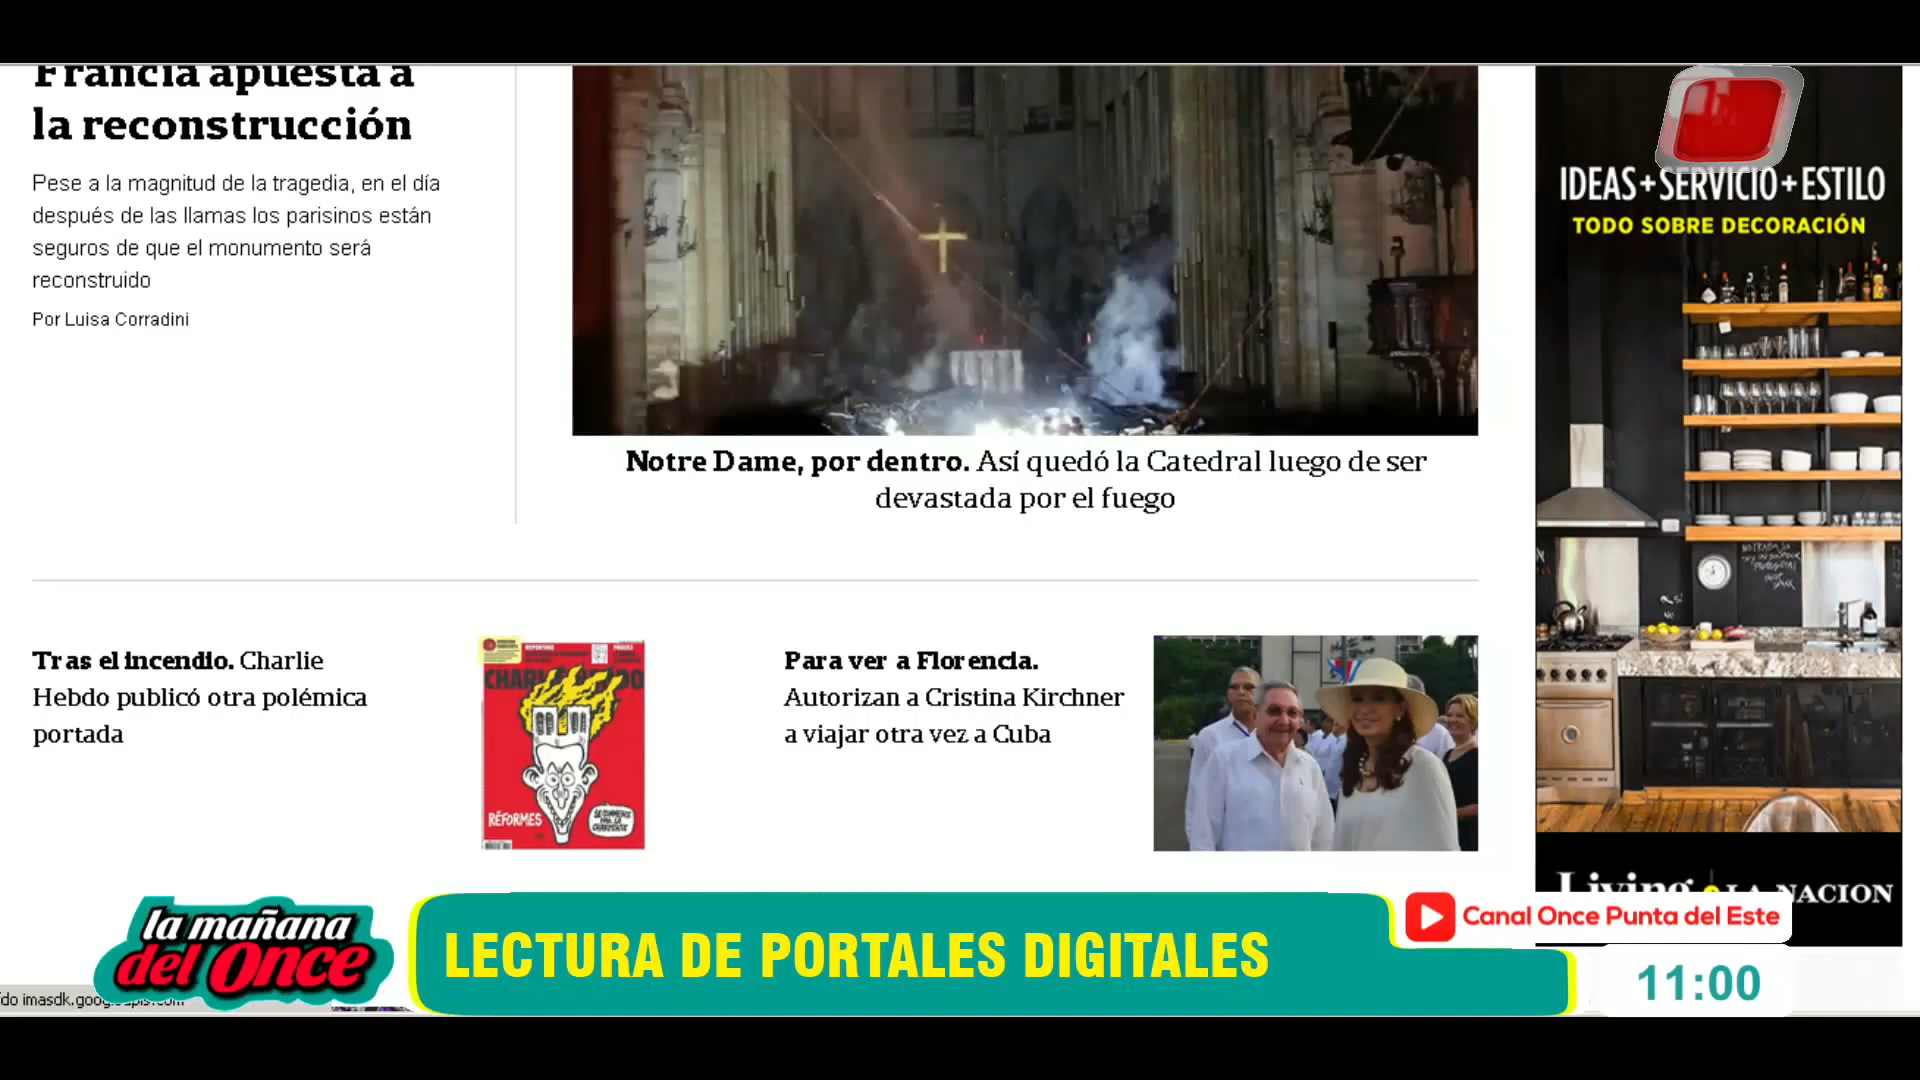 Francia apuesta a
la reconstrucción
Pese a la magnitud de la tragedia, en el día
después de las llamas los parisinos están
seguros de que el monumento será
reconstruido
Por Luisa Corradini
Notre Dame, por dentro. Así quedó la Catedral luego de ser
devastada por el fuego
Tras el incendio. Charlie
Hebdo publicó otra polémica
portada
RÉFORMES
Para ver a Florencia.
Autorizan a Cristina Kirchner
a viajar otra vez a Cuba
IDEAS+SERVICIO+ESTILO
TODO SOBRE DECORACIÓN
Living LA NACION
la mañana
del Once
LECTURA DE PORTALES DIGITALES
Canal Once Punta del Este
11:00